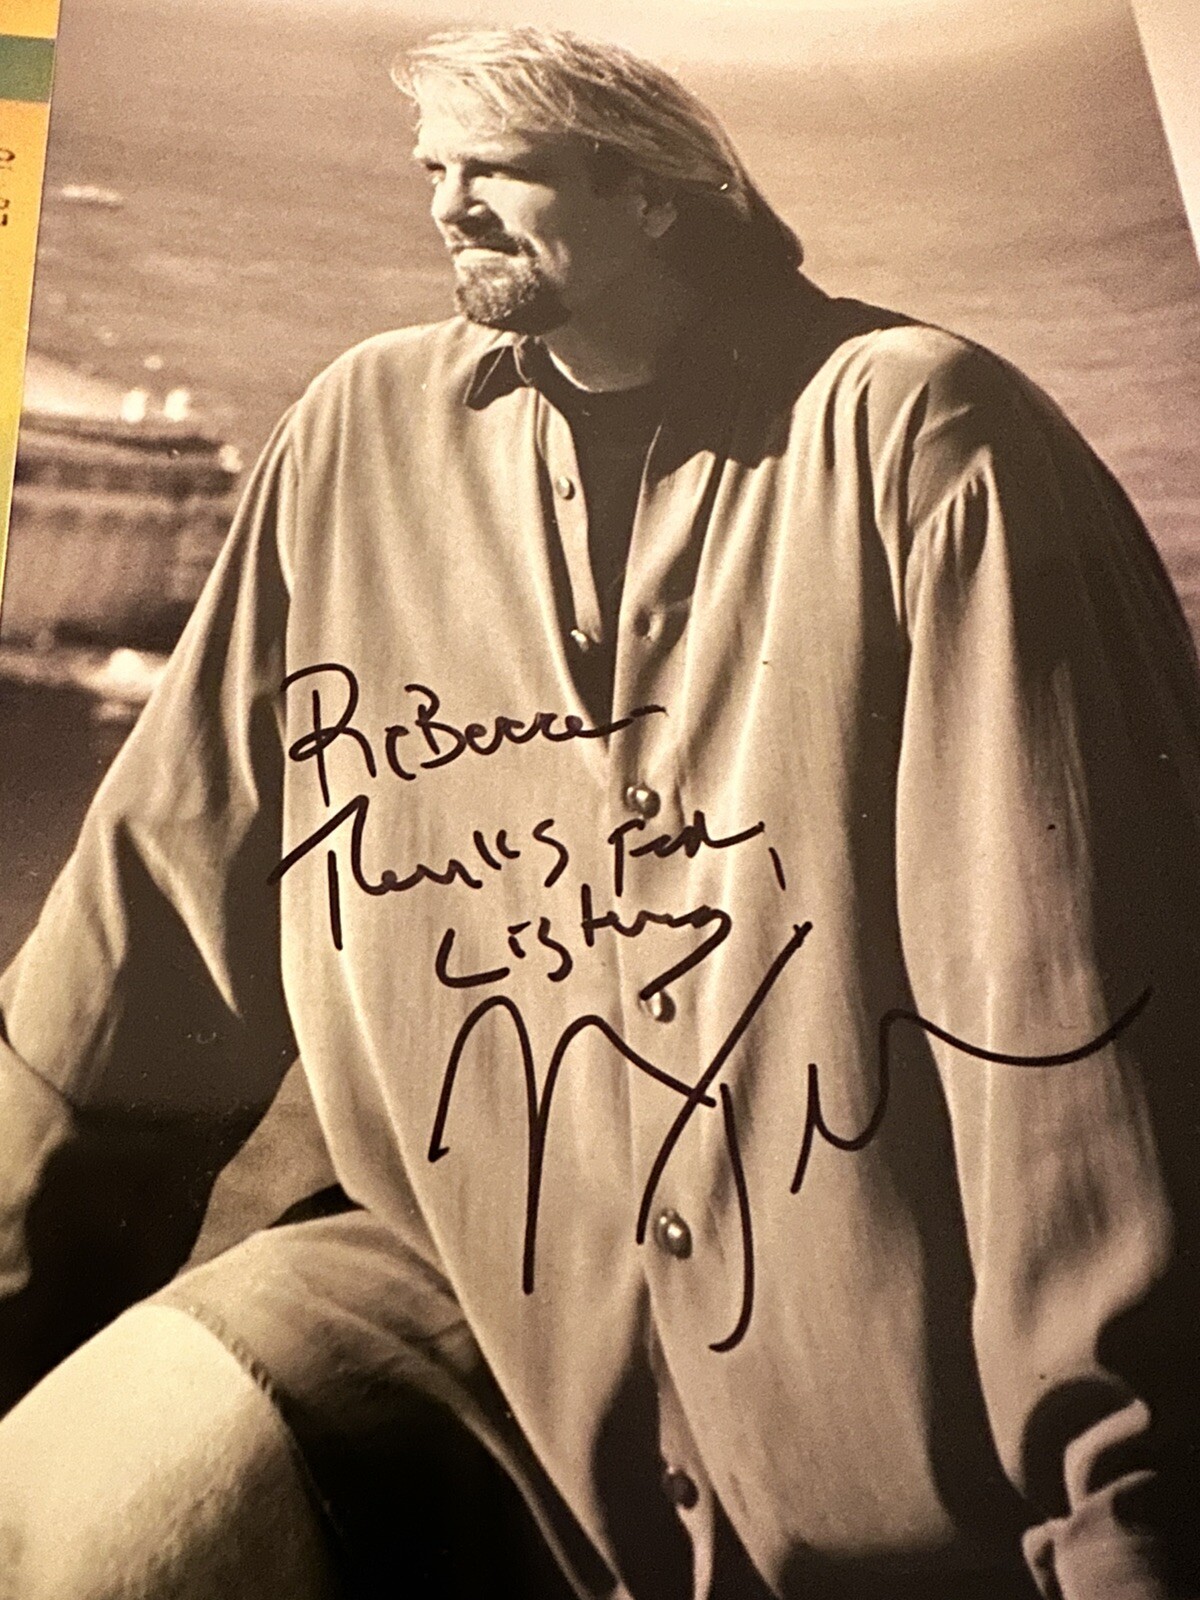 ReBecca
Thanks For
Listening,